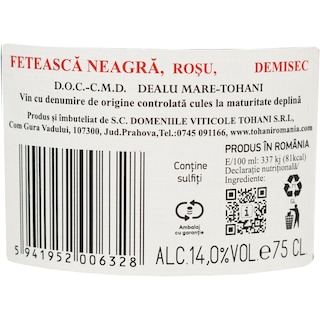 FETEASCĂ NEAGRĂ, ROȘU, DEMISEC
D.O.C.-C.M.D. DEALU MARE-TOHANI
Vin cu denumire de origine controlată cules la maturitate deplină
Produs și îmbuteliat de S.C. DOMENIILE VITICOLE TOHANI S.R.L,
Com Gura Vadului, 107300, Jud.Prahova,Tel:0745 091166, www.tohaniromania.com
PRODUS ÎN ROMÂNIA
E/100 ml: 337 kj (81kcal)
Declarație nutrițională/
Ingrediente:
Conține
sulfiți
i
GL
Ambalaj
cu garanție
5 941952 006328
ALC.14,0%VOL e 75 CL.